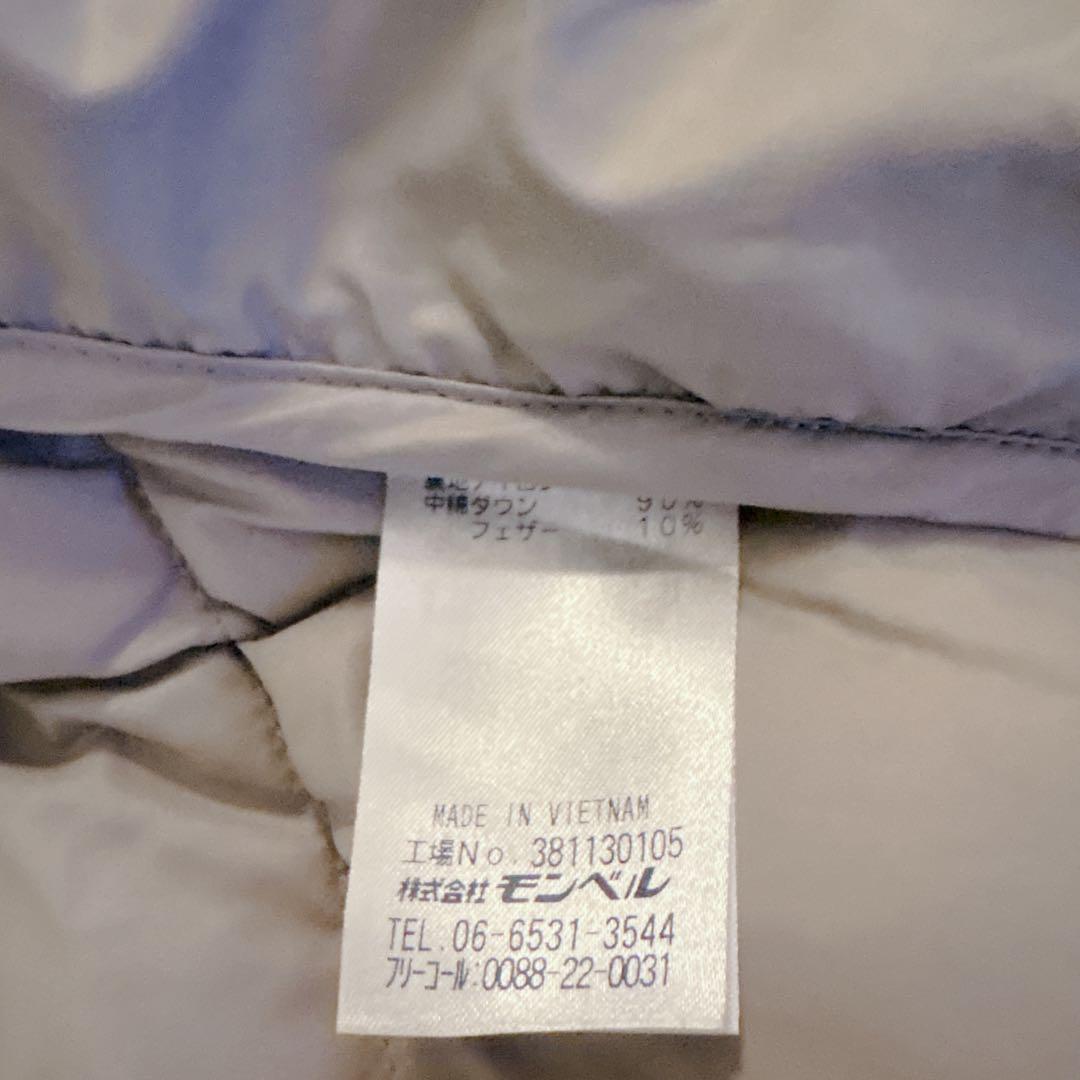 中綿ダウン 90%
フェザー 10%
MADE IN VIETNAM
工場No.381130105
株式会社 モンベル
TEL.06-6531-3544
フリーコール:0088-22-0031